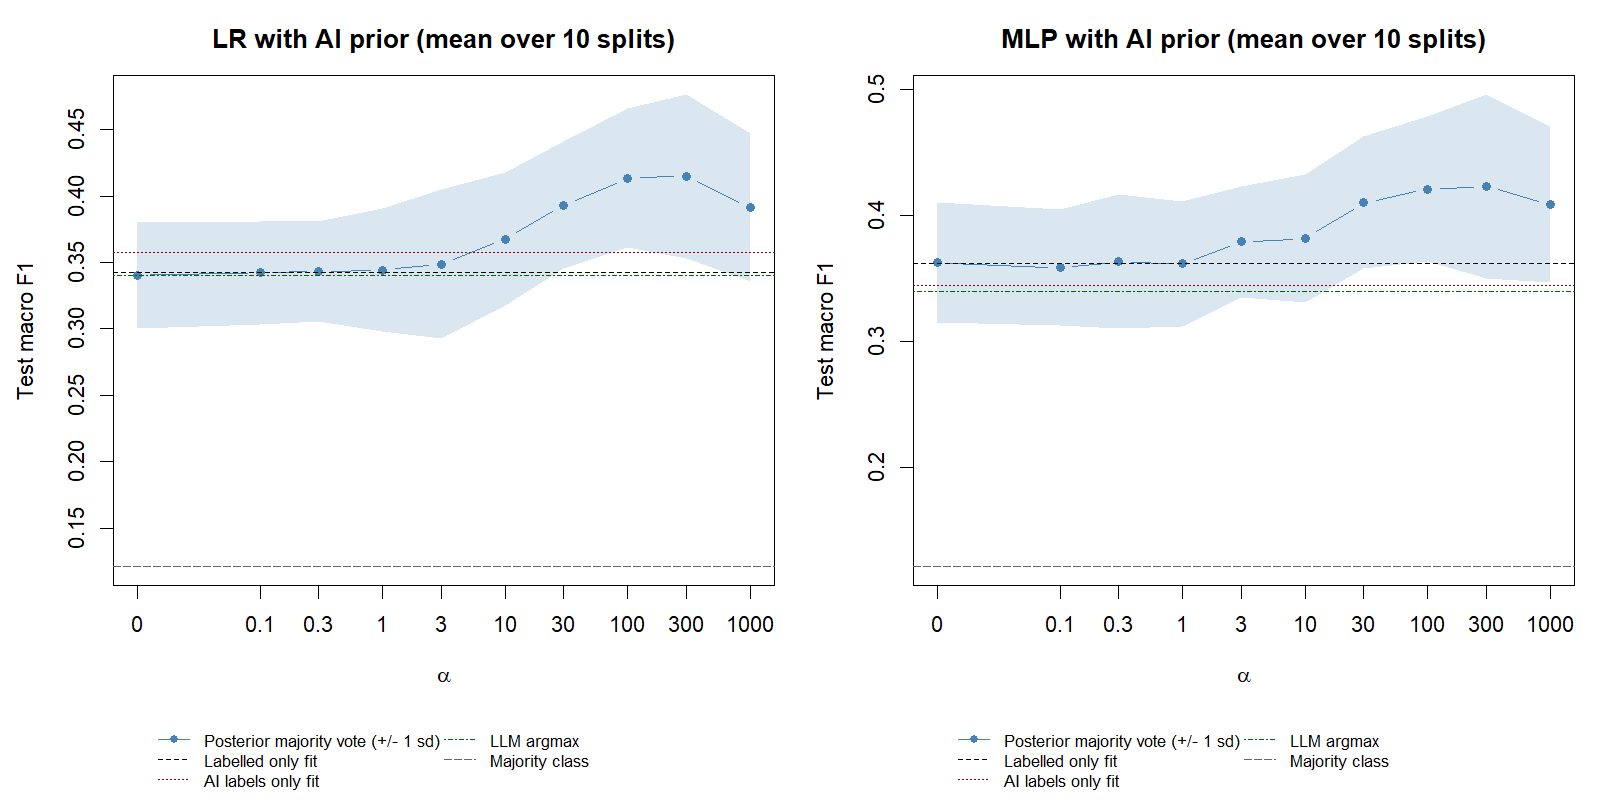 LR with AI prior (mean over 10 splits)
Test macro F1
0.45
0.40
0.35
0.30
0.25
0.20
0.15
0 0.1 0.3 1 3 10 30 100 300 1000
α
Posterior majority vote (+/- 1 sd)
Labelled only fit
AI labels only fit
LLM argmax
Majority class
MLP with AI prior (mean over 10 splits)
Test macro F1
0.5
0.4
0.3
0.2
0 0.1 0.3 1 3 10 30 100 300 1000
α
Posterior majority vote (+/- 1 sd)
Labelled only fit
AI labels only fit
LLM argmax
Majority class